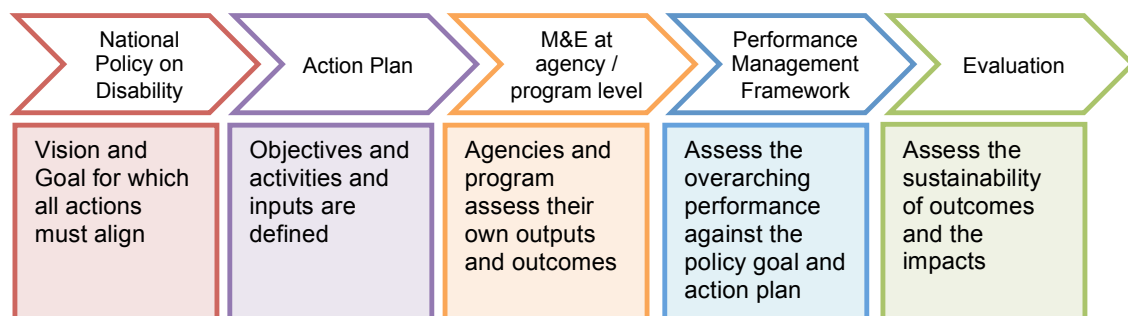 National
Policy on
Disability
Action Plan
M&E at
agency /
program level
Performance
Management
Framework
Evaluation
Vision and
Goal for which
all actions
must align
Objectives and
activities and
inputs are
defined
Agencies and
program
assess their
own outputs
and outcomes
Assess the
overarching
performance
against the
policy goal and
action plan
Assess the
sustainability
of outcomes
and the
impacts